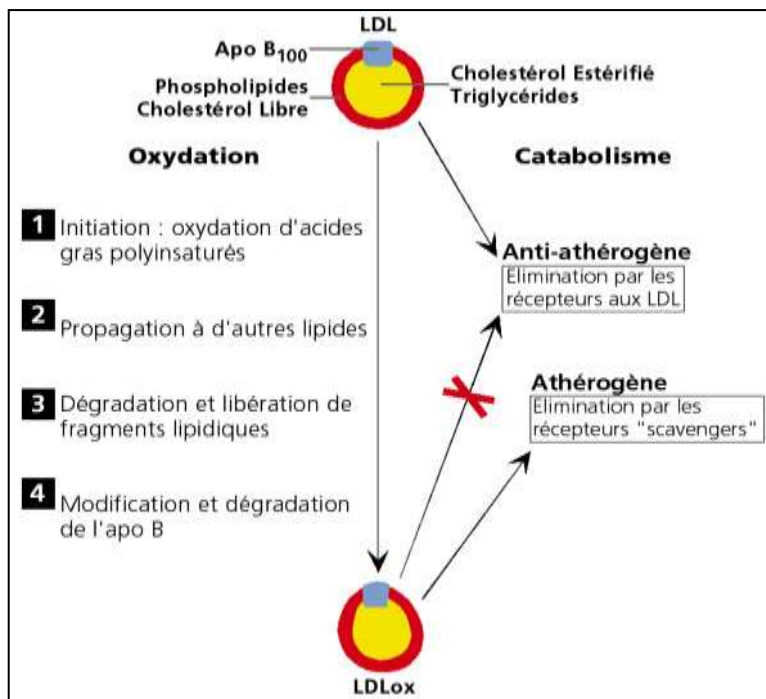 LDL
Apo B100
Phospholipides
Cholestérol Libre
Cholestérol Estérifié
Triglycérides
Oxydation
Catabolisme
1 Initiation : oxydation d'acides
gras polyinsaturés
2 Propagation à d'autres lipides
3 Dégradation et libération de
fragments lipidiques
4 Modification et dégradation
de l'apo B
Anti-athérogène
Elimination par les
récepteurs aux LDL
Athérogène
Elimination par les
récepteurs "scavengers"
LDLox